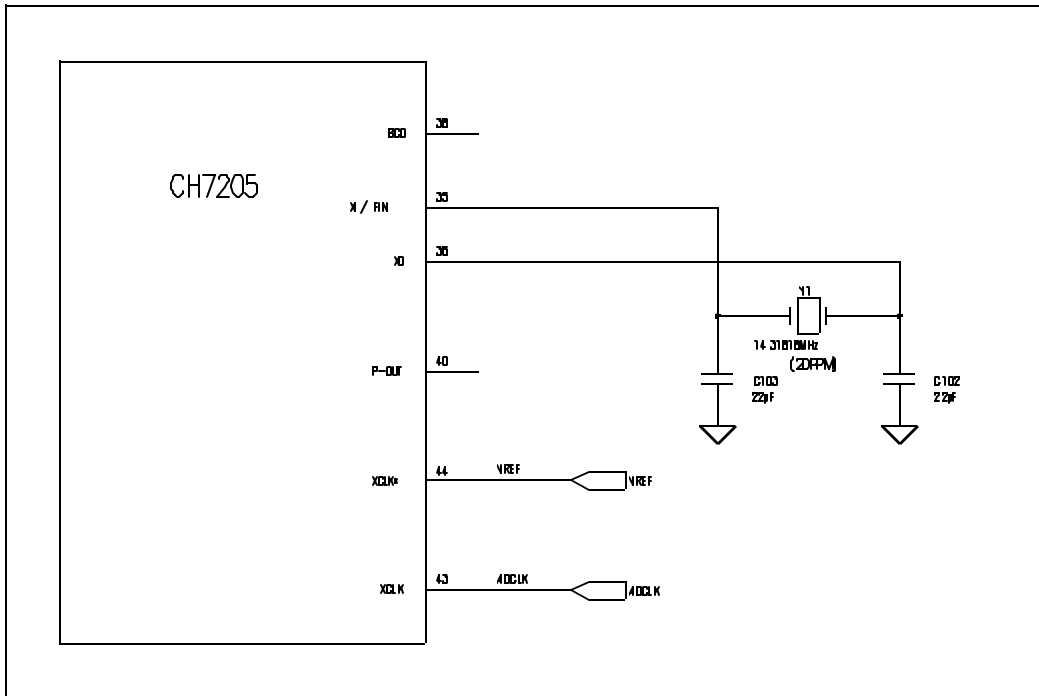 BCO
38
CH7205
XI / FIN
35
XO
36
Y1
14.31818MHz
(20PPM)
P-OUT
40
C103
22pF
C102
22pF
XCLK*
44
VREF
VREF
XCLK
43
ADCLK
ADCLK